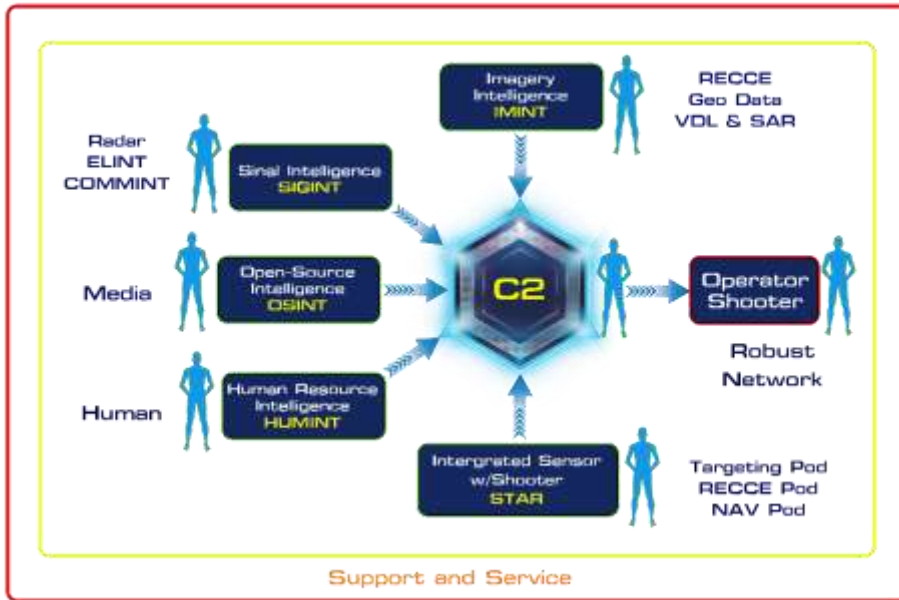 Imagery
Intelligence
IMINT
RECCE
Geo Data
VDL & SAR
Radar
ELINT
COMMINT
Sinal Intelligence
SIGINT
Media
Open-Source
Intelligence
OSINT
C2
Operator
Shooter
Robust
Network
Human
Human Resource
Intelligence
HUMINT
Intergrated Sensor
w/Shooter
STAR
Targeting Pod
RECCE Pod
NAV Pod
Support and Service